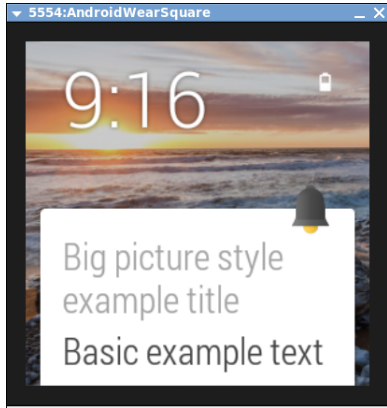 5554:AndroidWearSquare
9:16
Big picture style
example title
Basic example text